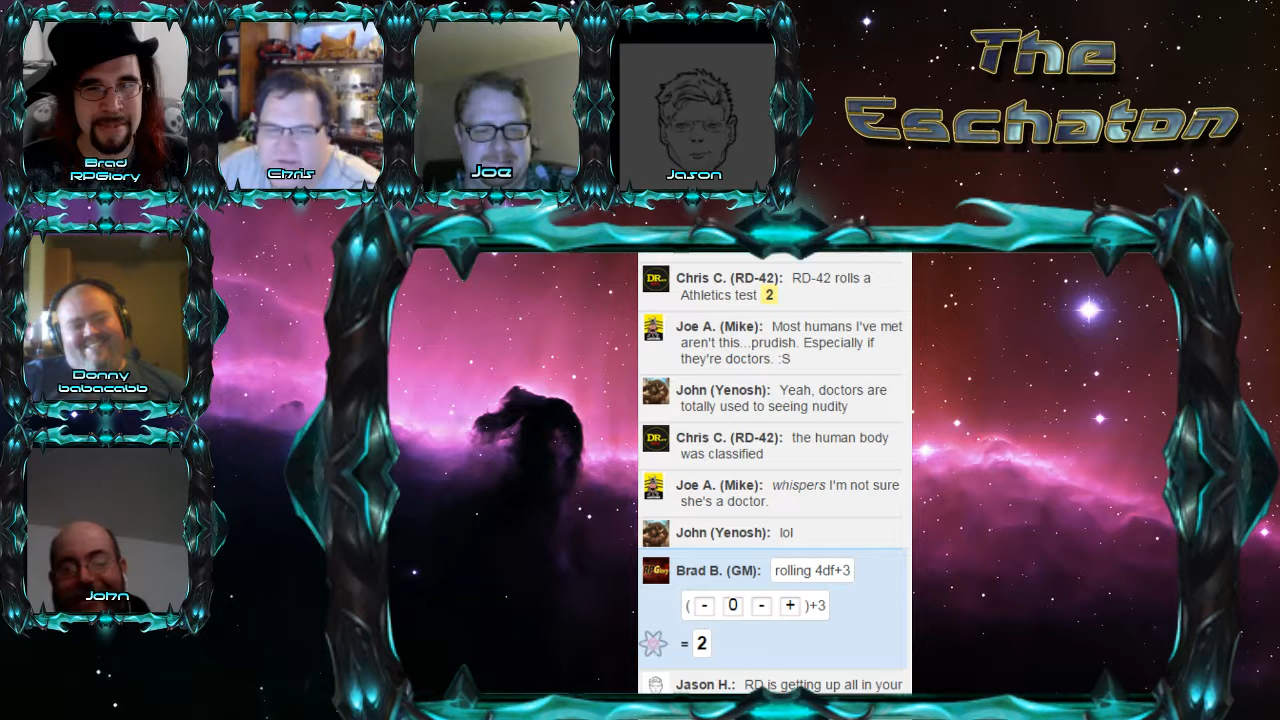 The
Eschaton
Brad
RPGlory
Chris
Joe
Jason
Donny
babacabb
John
DR..
Chris C. (RD-42): RD-42 rolls a
Athletics test 2
Joe A. (Mike): Most humans I've met
aren't this...prudish. Especially if
they're doctors. :S
John (Yenosh): Yeah, doctors are
totally used to seeing nudity
DR..
Chris C. (RD-42): the human body
was classified
Joe A. (Mike): whispers I'm not sure
she's a doctor.
John (Yenosh): lol
RPGlory
Brad B. (GM): rolling 4df+3
( - 0 - + )+3
= 2
Jason H.: RD is getting up all in your